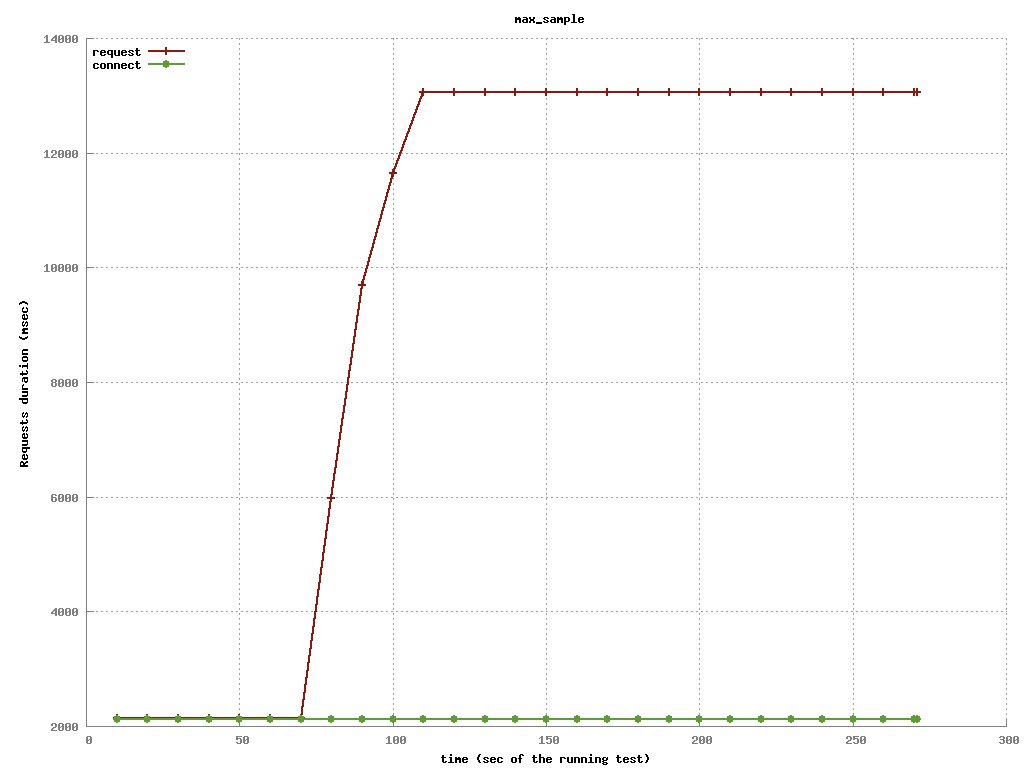 max_sample
request
connect
14000
12000
10000
8000
6000
4000
2000
0 50 100 150 200 250 300
Requests duration (msec)
time (sec of the running test)